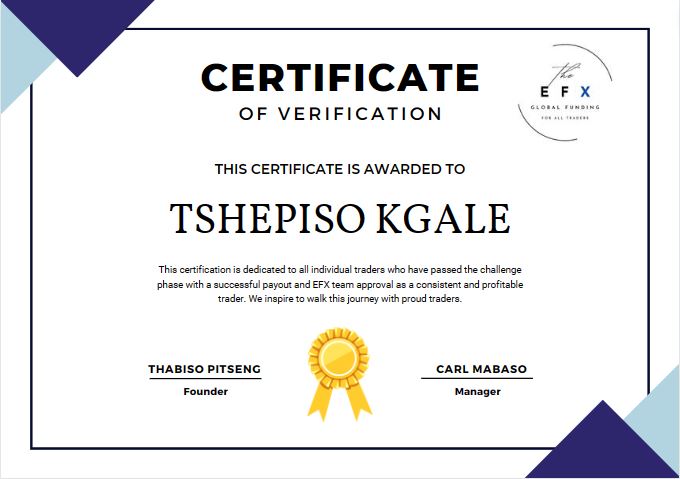 CERTIFICATE
OF VERIFICATION
the
EFX
GLOBAL FUNDING
FOR ALL TRADERS
THIS CERTIFICATE IS AWARDED TO
TSHEPISO KGALE
This certification is dedicated to all individual traders who have passed the challenge
phase with a successful payout and EFX team approval as a consistent and profitable
trader. We inspire to walk this journey with proud traders.
THABISO PITSENG
Founder
CARL MABASO
Manager